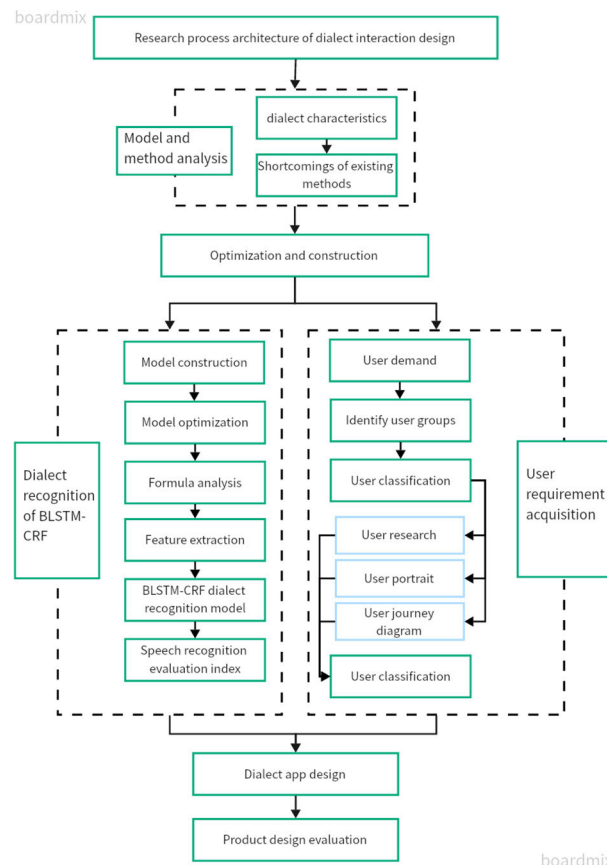 boardmix
Research process architecture of dialect interaction design
dialect characteristics
Model and
method analysis
Shortcomings of existing
methods
Optimization and construction
Model construction
Model optimization
Formula analysis
Feature extraction
BLSTM-CRF dialect
recognition model
Speech recognition
evaluation index
Dialect
recognition
of BLSTM-
CRF
User demand
Identify user groups
User classification
User research
User portrait
User journey
diagram
User classification
User
requirement
acquisition
Dialect app design
Product design evaluation
boardmix